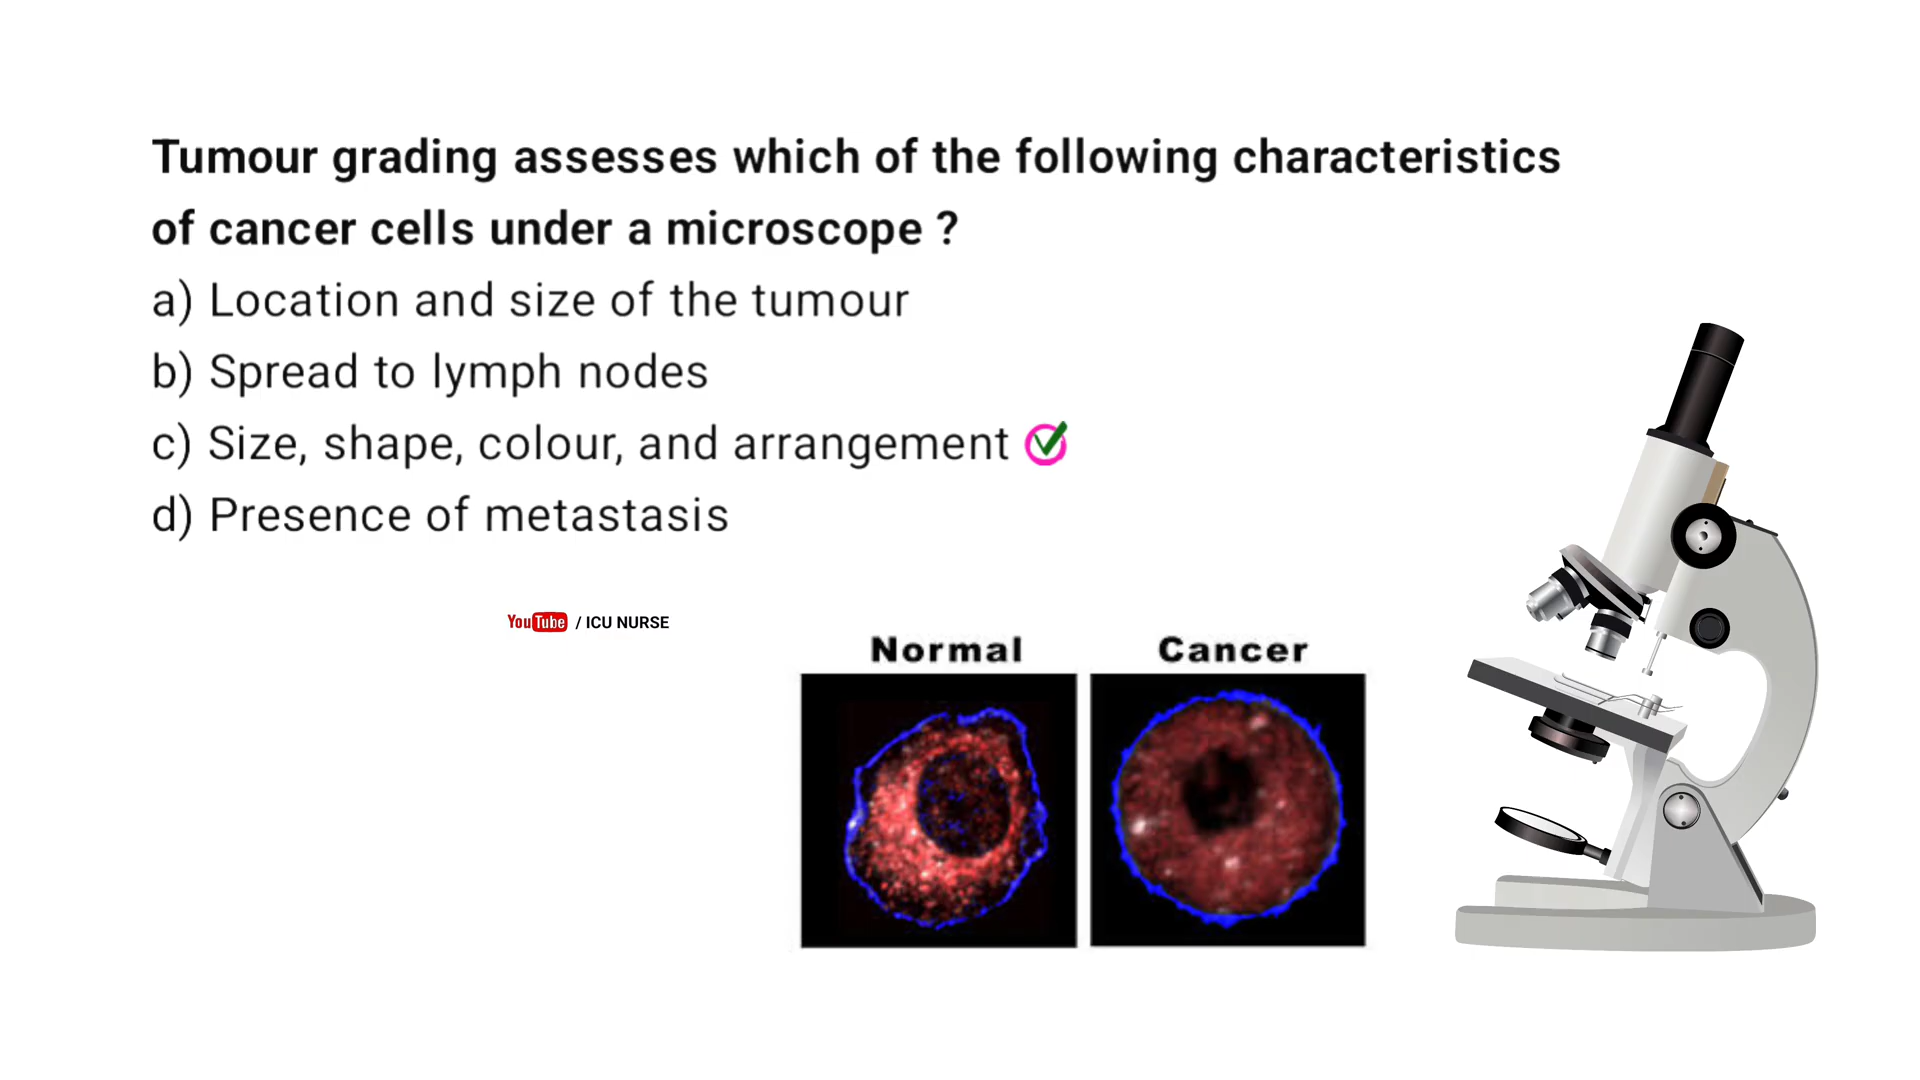 Tumour grading assesses which of the following characteristics
of cancer cells under a microscope ?
a) Location and size of the tumour
b) Spread to lymph nodes
c) Size, shape, colour, and arrangement
d) Presence of metastasis
YouTube / ICU NURSE
Normal Cancer